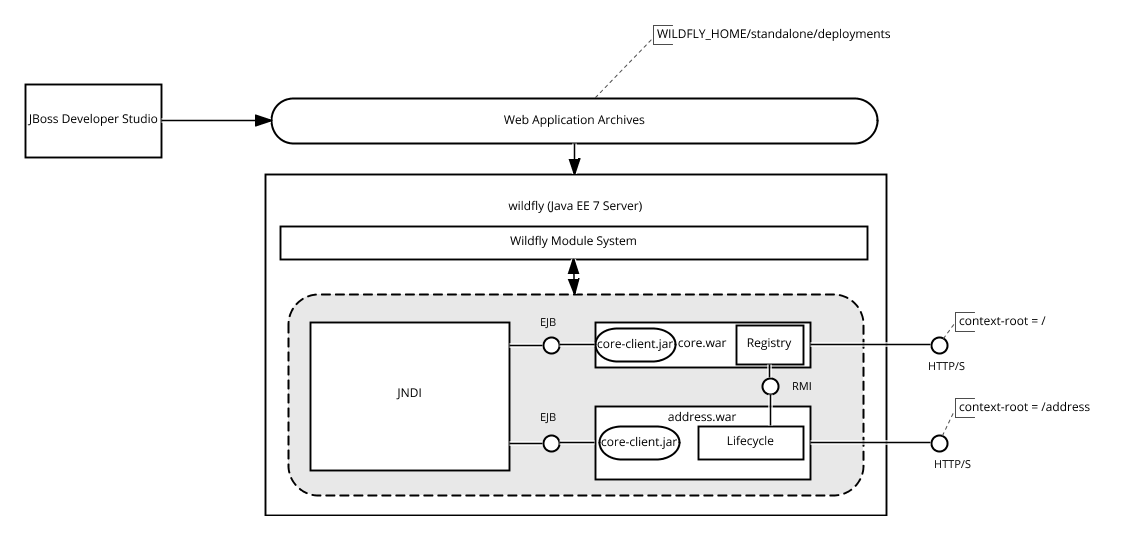 WILDFLY_HOME/standalone/deployments
JBoss Developer Studio
Web Application Archives
wildfly (Java EE 7 Server)
Wildfly Module System
EJB
context-root = /
core-client.jar
core.war
Registry
HTTP/S
JNDI
RMI
EJB
address.war
context-root = /address
core-client.jar
Lifecycle
HTTP/S